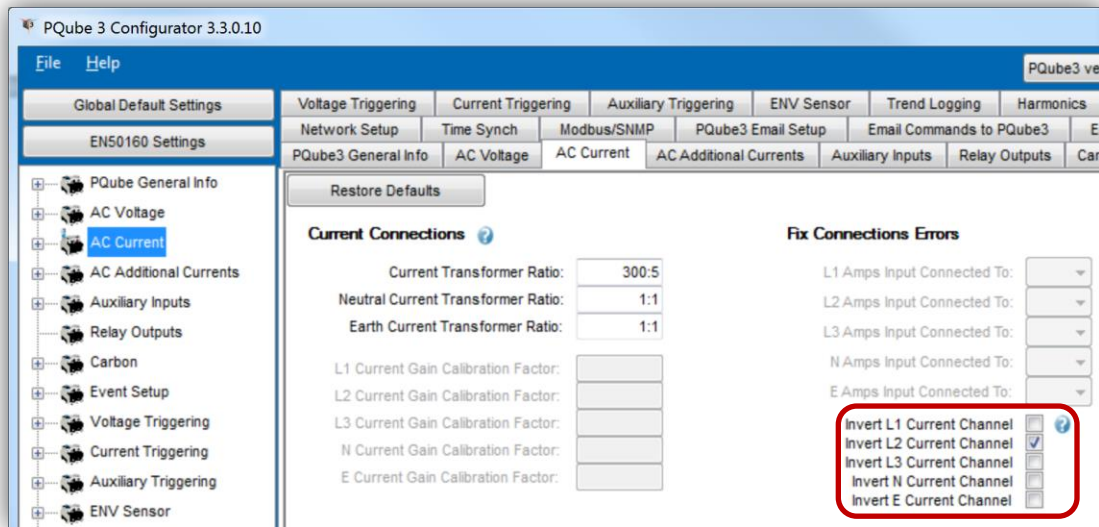 PQube 3 Configurator 3.3.0.10
File Help
PQube3 ve
Global Default Settings
EN50160 Settings
Voltage Triggering Current Triggering Auxiliary Triggering ENV Sensor Trend Logging Harmonics
Network Setup Time Synch Modbus/SNMP PQube3 Email Setup Email Commands to PQube3 E
PQube3 General Info AC Voltage AC Current AC Additional Currents Auxiliary Inputs Relay Outputs Car
PQube General Info
AC Voltage
AC Current
AC Additional Currents
Auxiliary Inputs
Relay Outputs
Carbon
Event Setup
Voltage Triggering
Current Triggering
Auxiliary Triggering
ENV Sensor
Restore Defaults
Current Connections ?
Current Transformer Ratio: 300:5
Neutral Current Transformer Ratio: 1:1
Earth Current Transformer Ratio: 1:1
L1 Current Gain Calibration Factor:
L2 Current Gain Calibration Factor:
L3 Current Gain Calibration Factor:
N Current Gain Calibration Factor:
E Current Gain Calibration Factor:
Fix Connections Errors
L1 Amps Input Connected To:
L2 Amps Input Connected To:
L3 Amps Input Connected To:
N Amps Input Connected To:
E Amps Input Connected To:
Invert L1 Current Channel ?
Invert L2 Current Channel
Invert L3 Current Channel
Invert N Current Channel
Invert E Current Channel